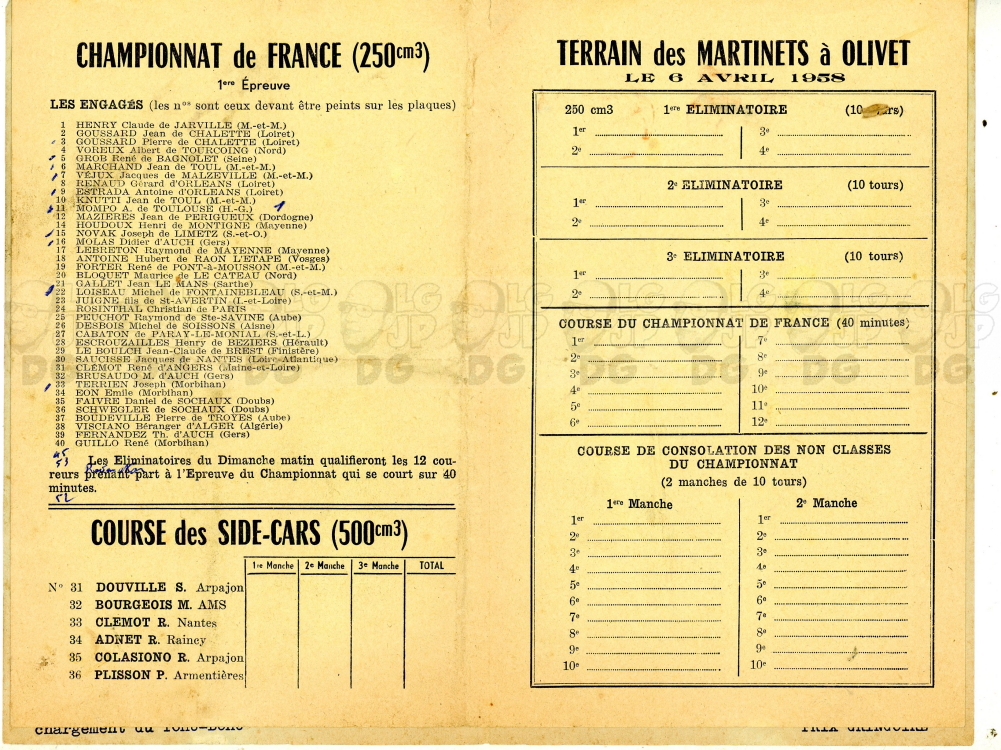 CHAMPIONNAT de FRANCE (250cm3)
1ere Épreuve
LES ENGAGÉS (les nos sont ceux devant être peints sur les plaques)
1 HENRY Claude de JARVILLE (M.-et-M.)
2 GOUSSARD Jean de CHALETTE (Loiret)
3 GOUSSARD Pierre de CHALETTE (Loiret)
4 VOREUX Albert de TOURCOING (Nord)
5 GROB René de BAGNOLET (Seine)
6 MARCHAND Jean de TOUL (M.-et-M.)
7 VÉJUX Jacques de MALZEVILLE (M.-et-M.)
8 RENAUD Gérard d'ORLEANS (Loiret)
9 ESTRADA Antoine d'ORLEANS (Loiret)
10 KNUTTI Jean de TOUL (M.-et-M.)
11 MOMPO A. de TOULOUSE (H.-G.) 1
12 MAZIERES Jean de PERIGUEUX (Dordogne)
14 HOUDOUX Henri de MONTIGNE (Mayenne)
15 NOVAK Joseph de LIMETZ (S.-et-O.)
16 MOLAS Didier d'AUCH (Gers)
17 LEBRETON Raymond de MAYENNE (Mayenne)
18 ANTOINE Hubert de RAON L'ETAPE (Vosges)
19 FORTER René de PONT-à-MOUSSON (M.-et-M.)
20 BLOQUET Maurice de LE CATEAU (Nord)
21 GALLET Jean LE MANS (Sarthe)
22 LOISEAU Michel de FONTAINEBLEAU (S.-et-M.)
23 JUIGNE fils de St-AVERTIN (I.-et-Loire)
24 ROSINTHAL Christian de PARIS
25 PEUCHOT Raymond de Ste-SAVINE (Aube)
26 DESBOIS Michel de SOISSONS (Aisne)
27 CABATON de PARAY-LE-MONIAL (S.-et-L.)
28 ESCROUZAILLES Henry de BEZIERS (Hérault)
29 LE BOULCH Jean-Claude de BREST (Finistère)
30 SAUCISSE Jacques de NANTES (Loire-Atlantique)
31 CLÉMOT René d'ANGERS (Maine-et-Loire)
32 BRUSAUDO M. d'AUCH (Gers)
33 TERRIEN Joseph (Morbihan)
34 EON Emile (Morbihan)
35 FAIVRE Daniel de SOCHAUX (Doubs)
36 SCHWEGLER de SOCHAUX (Doubs)
37 BOUDEVILLE Pierre de TROYES (Aube)
38 VISCIANO Béranger d'ALGER (Algérie)
39 FERNANDEZ Th. d'AUCH (Gers)
40 GUILLO René (Morbihan)
45
53
Les Eliminatoires du Dimanche matin qualifieront les 12 cou-
reurs prenant part à l'Epreuve du Championnat qui se court sur 40
minutes.
52
COURSE des SIDE-CARS (500cm3)
1re Manche 2e Manche 3e Manche TOTAL
No 31 DOUVILLE S. Arpajon
32 BOURGEOIS M. AMS
33 CLEMOT R. Nantes
34 ADNET R. Raincy
35 COLASIONO R. Arpajon
36 PLISSON P. Armentières
TERRAIN des MARTINETS à OLIVET
LE 6 AVRIL 1958
250 cm3 1ere ELIMINATOIRE (10
1er 3e
2e 4e
2e ELIMINATOIRE (10 tours)
1er 3e
2e 4e
3e ELIMINATOIRE (10 tours)
1er 3e
2e 4e
COURSE DU CHAMPIONNAT DE FRANCE (40 minutes)
1er 7e
2e 8e
3e 9e
4e 10e
5e 11e
6e 12e
COURSE DE CONSOLATION DES NON CLASSES
DU CHAMPIONNAT
(2 manches de 10 tours)
1ere Manche 2e Manche
1er 1er
2e 2e
3e 3e
4e 4e
5e 5e
6e 6e
7e 7e
8e 8e
9e 9e
10e 10e
chargement du
DG DG DG DG DG DG